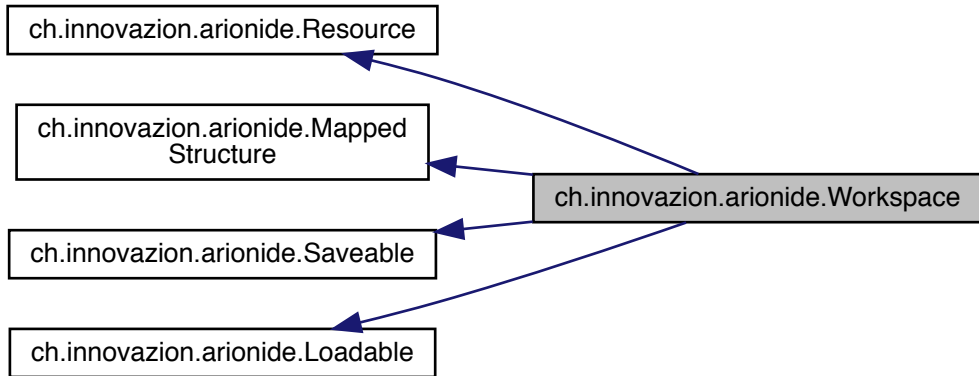 ch.innovazion.arionide.Resource
ch.innovazion.arionide.Mapped
Structure
ch.innovazion.arionide.Workspace
ch.innovazion.arionide.Saveable
ch.innovazion.arionide.Loadable